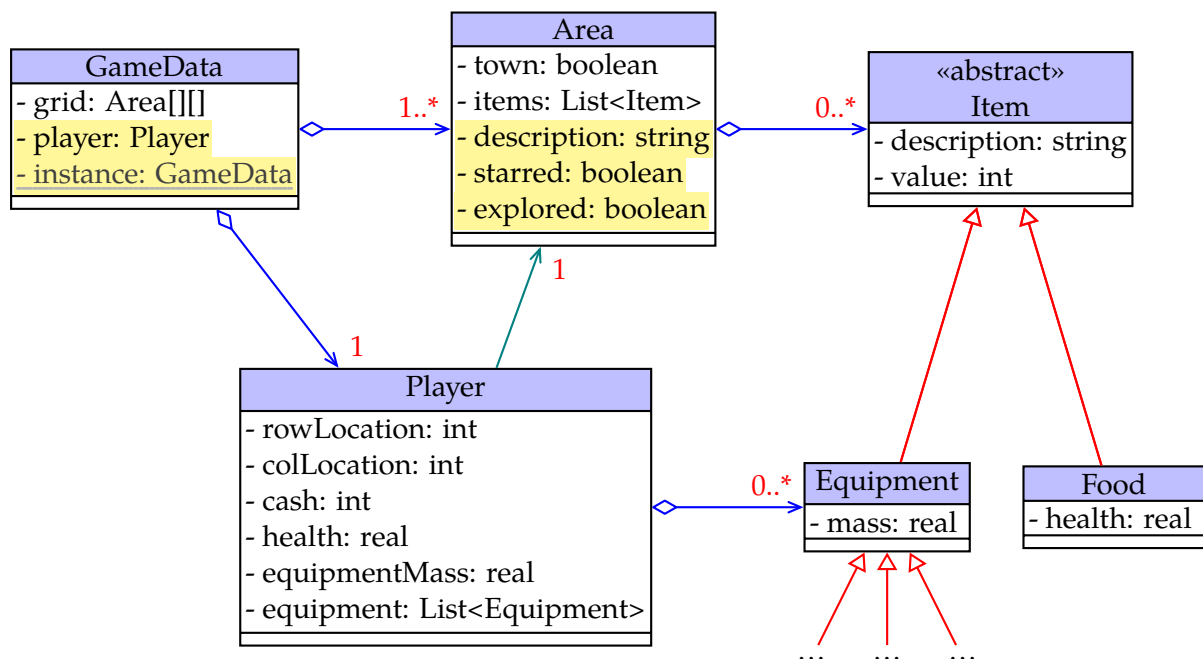 GameData
- grid: Area[][]
- player: Player
- instance: GameData
1..*
Area
- town: boolean
- items: List<Item>
- description: string
- starred: boolean
- explored: boolean
0..*
«abstract»
Item
- description: string
- value: int
1
1
Player
- rowLocation: int
- colLocation: int
- cash: int
- health: real
- equipmentMass: real
- equipment: List<Equipment>
0..*
Equipment
- mass: real
Food
- health: real
... ... ...